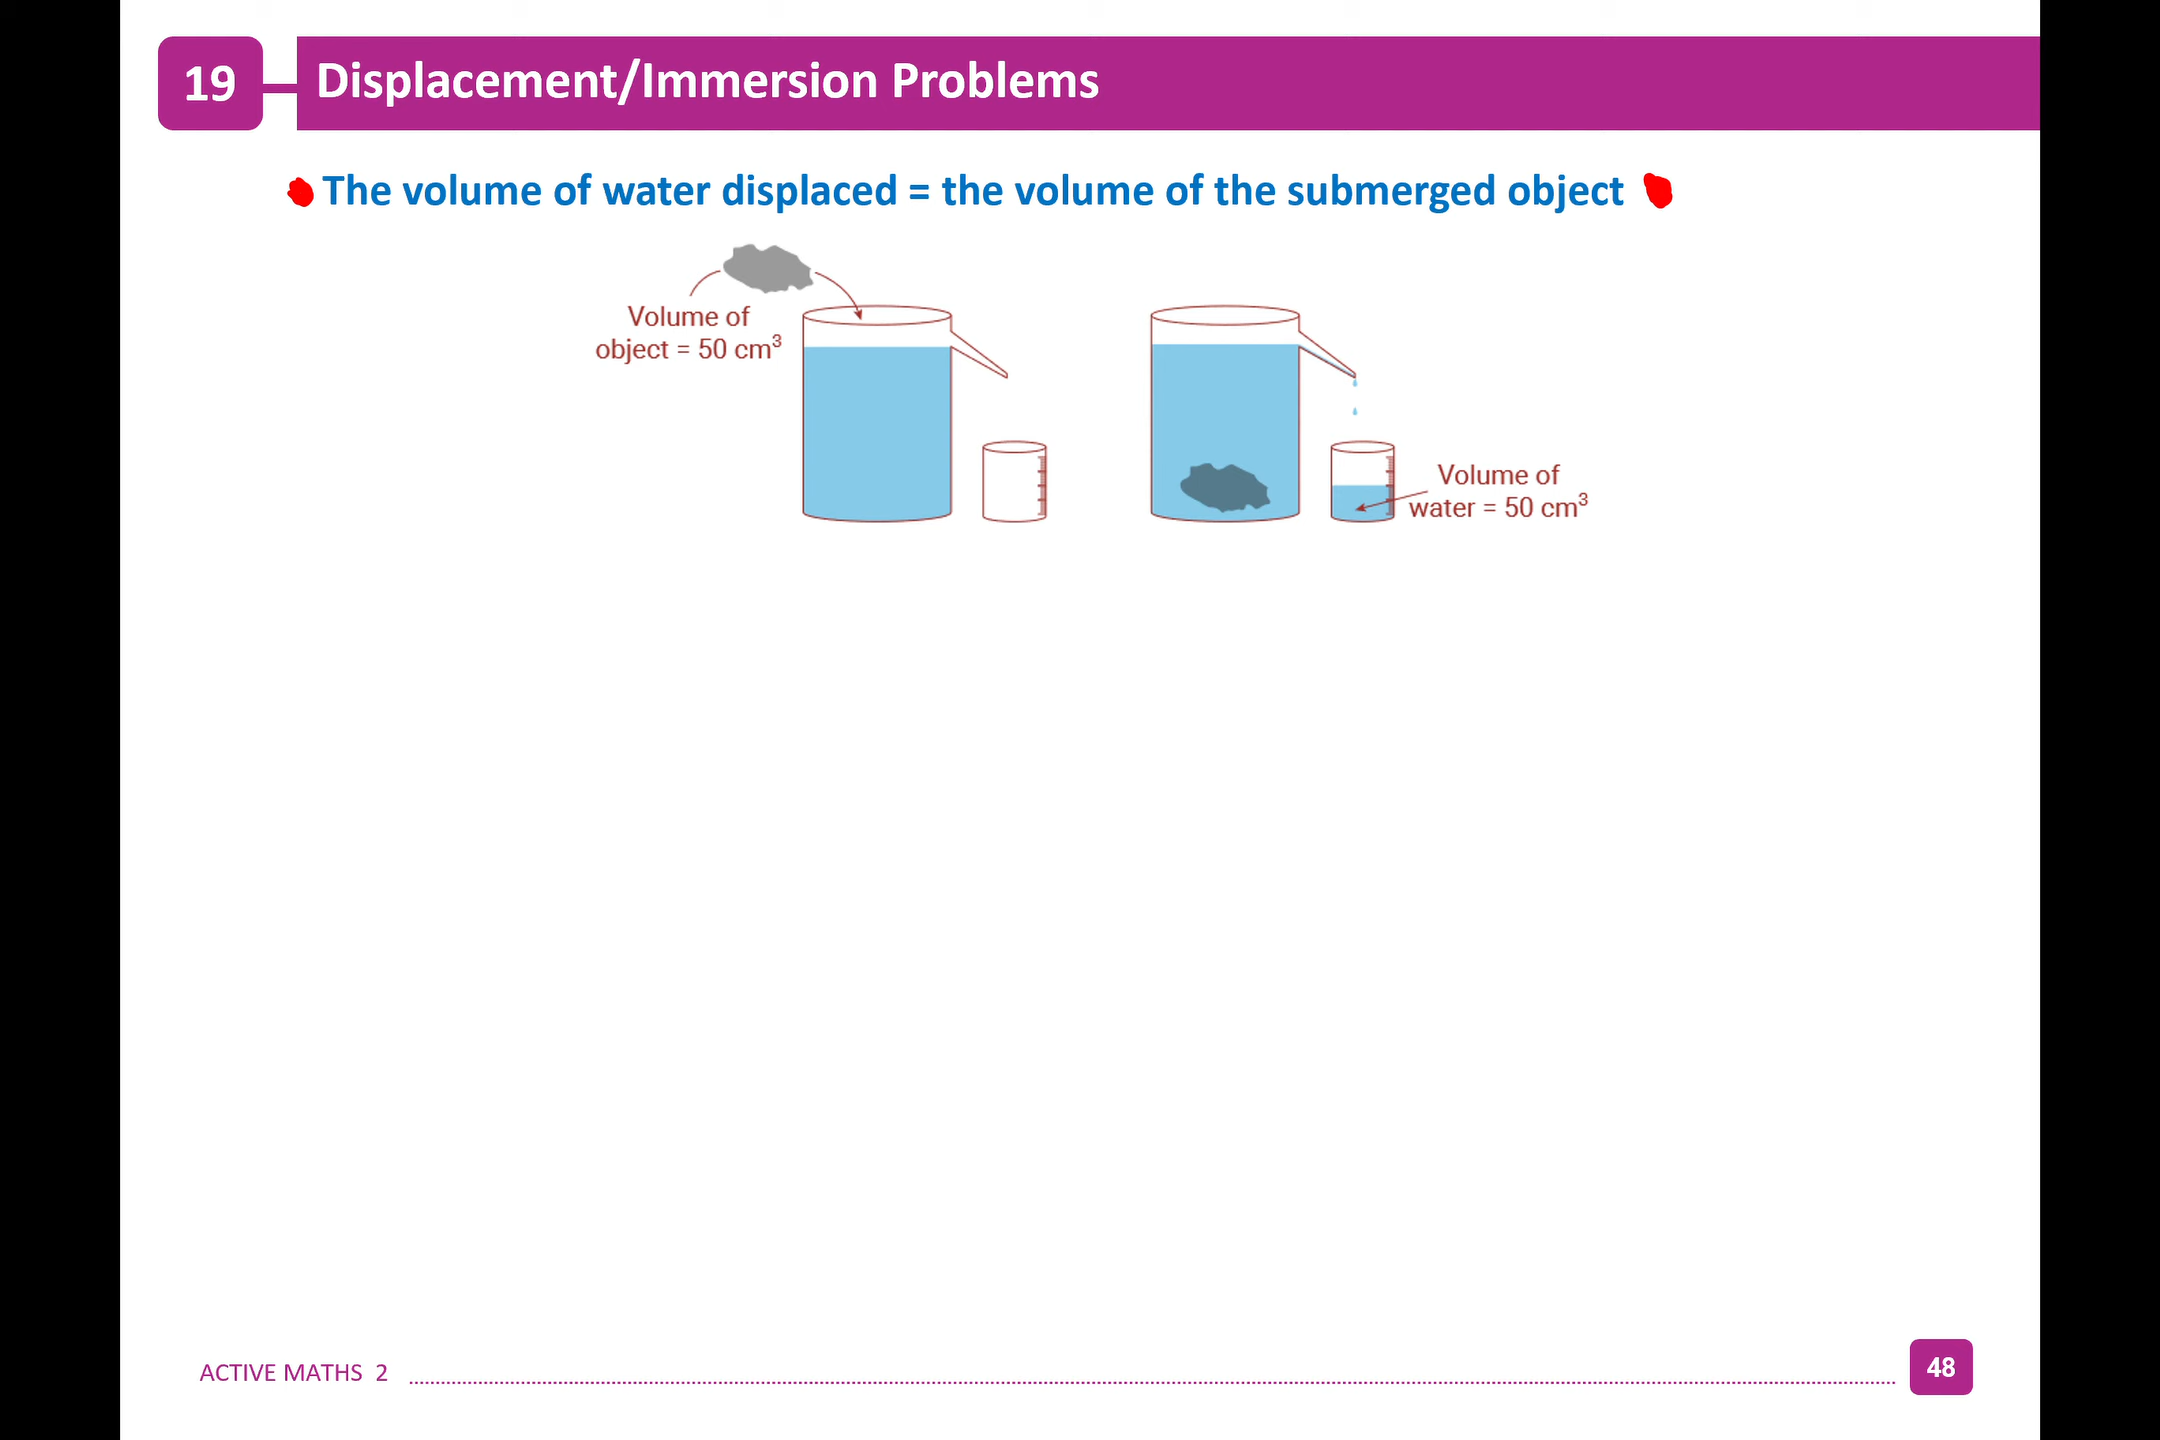 19
Displacement/Immersion Problems
The volume of water displaced = the volume of the submerged object
Volume of
object = 50 cm³
Volume of
water = 50 cm³
ACTIVE MATHS 2
48